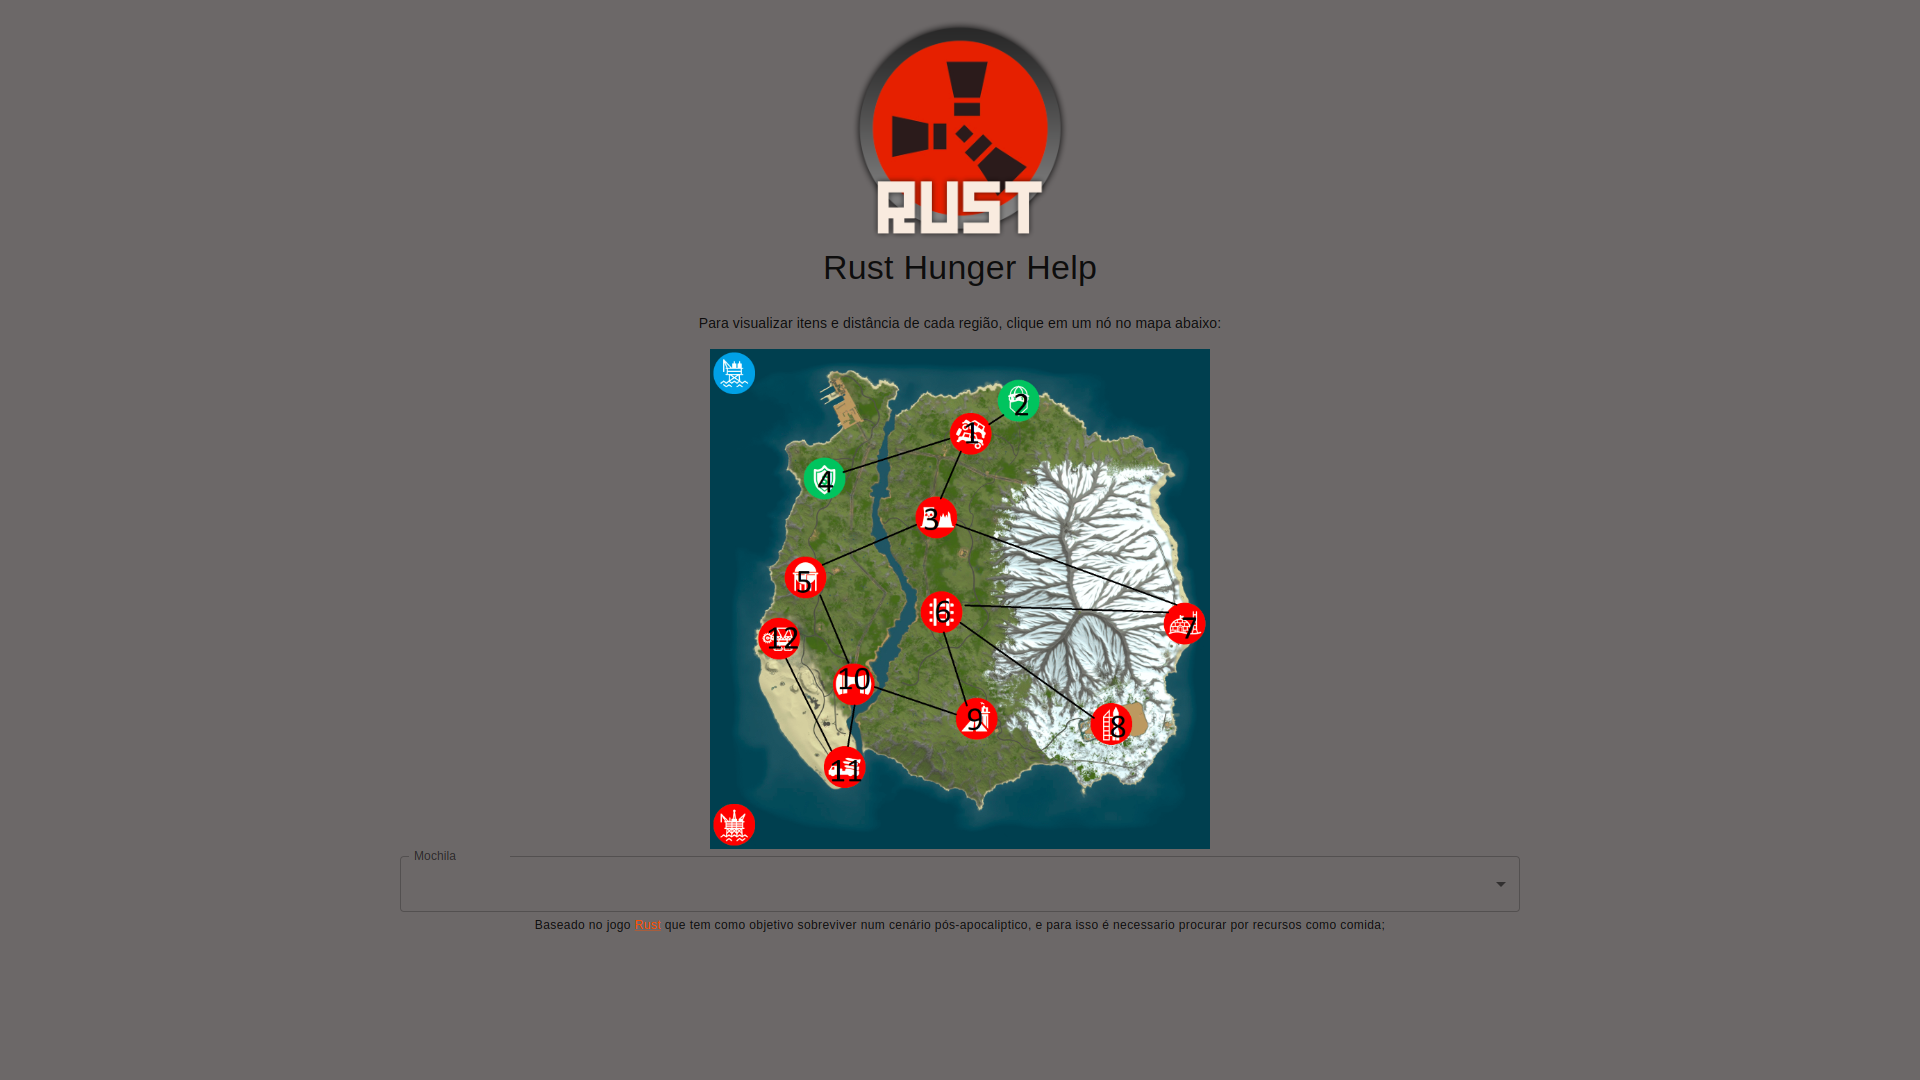 RUST
Rust Hunger Help
Para visualizar itens e distância de cada região, clique em um nó no mapa abaixo:
2
1
4
3
5
6
7
12
10
9
8
11
Mochila
Baseado no jogo Rust que tem como objetivo sobreviver num cenário pós-apocaliptico, e para isso é necessario procurar por recursos como comida;